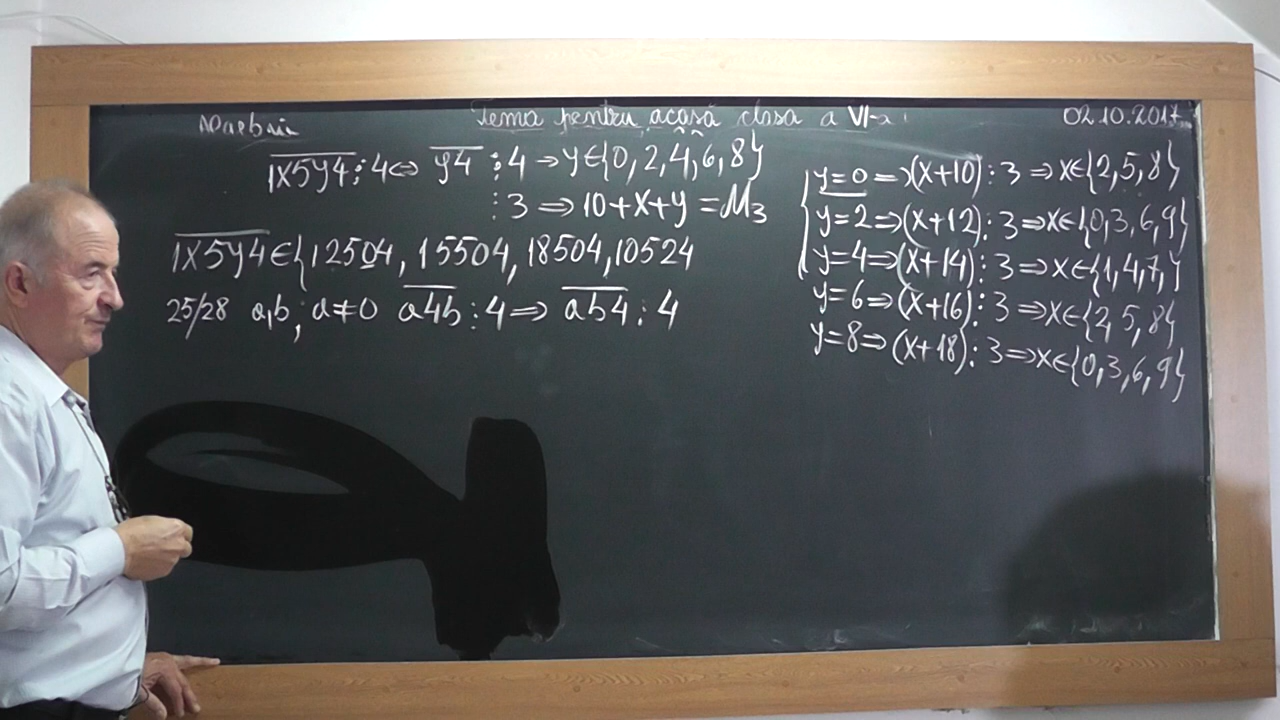 Tema pentru acasă clasa a VI-a 02.10.2017
1x5y4 ⋮ 4 ⇔ y4 ⋮ 4 ⇒ y∈{0, 2, 4, 6, 8}
⋮ 3 ⇒ 10+x+y = M3
1x5y4∈{12504, 15504, 18504, 10524
25/28 a,b; a≠0 a4b ⋮ 4 ⇒ ab4 ⋮ 4
y=0 ⇒ (x+10) ⋮ 3 ⇒ x∈{2, 5, 8}
y=2 ⇒ (x+12) ⋮ 3 ⇒ x∈{0, 3, 6, 9}
y=4 ⇒ (x+14) ⋮ 3 ⇒ x∈{1, 4, 7, }
y=6 ⇒ (x+16) ⋮ 3 ⇒ x∈{2, 5, 8}
y=8 ⇒ (x+18) ⋮ 3 ⇒ x∈{0, 3, 6, 9}